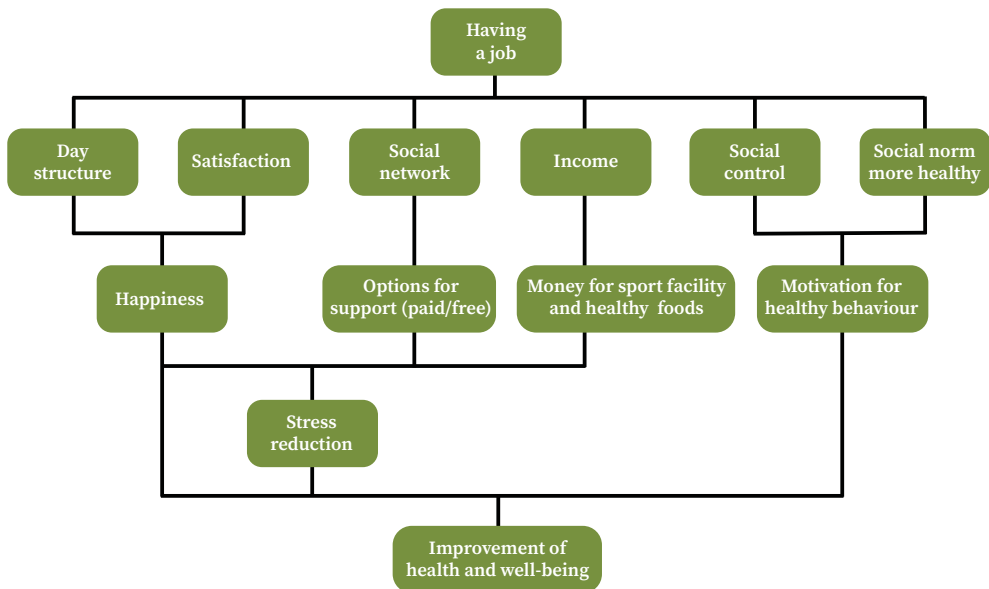 Having
a job
Day
structure
Satisfaction
Social
network
Income
Social
control
Social norm
more healthy
Happiness
Options for
support (paid/free)
Money for sport facility
and healthy foods
Motivation for
healthy behaviour
Stress
reduction
Improvement of
health and well-being